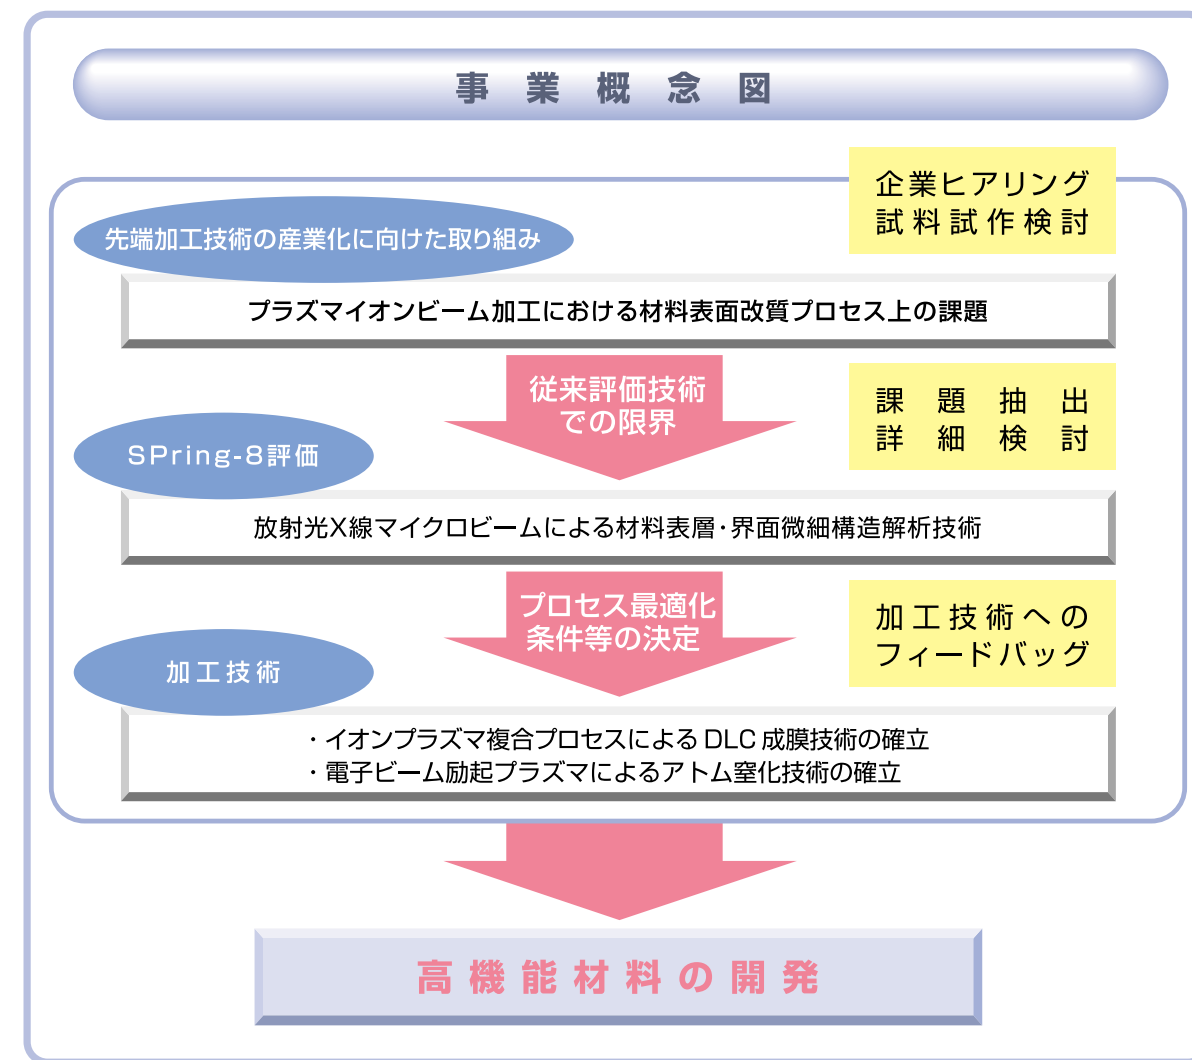 事業概念図
企業ヒアリング
試料試作検討
先端加工技術の産業化に向けた取り組み
プラズマイオンビーム加工における材料表面改質プロセス上の課題
従来評価技術
での限界
課題抽出
詳細検討
SPring-8評価
放射光X線マイクロビームによる材料表層・界面微細構造解析技術
プロセス最適化
条件等の決定
加工技術への
フィードバッグ
加工技術
・イオンプラズマ複合プロセスによるDLC成膜技術の確立
・電子ビーム励起プラズマによるアトム窒化技術の確立
高機能材料の開発